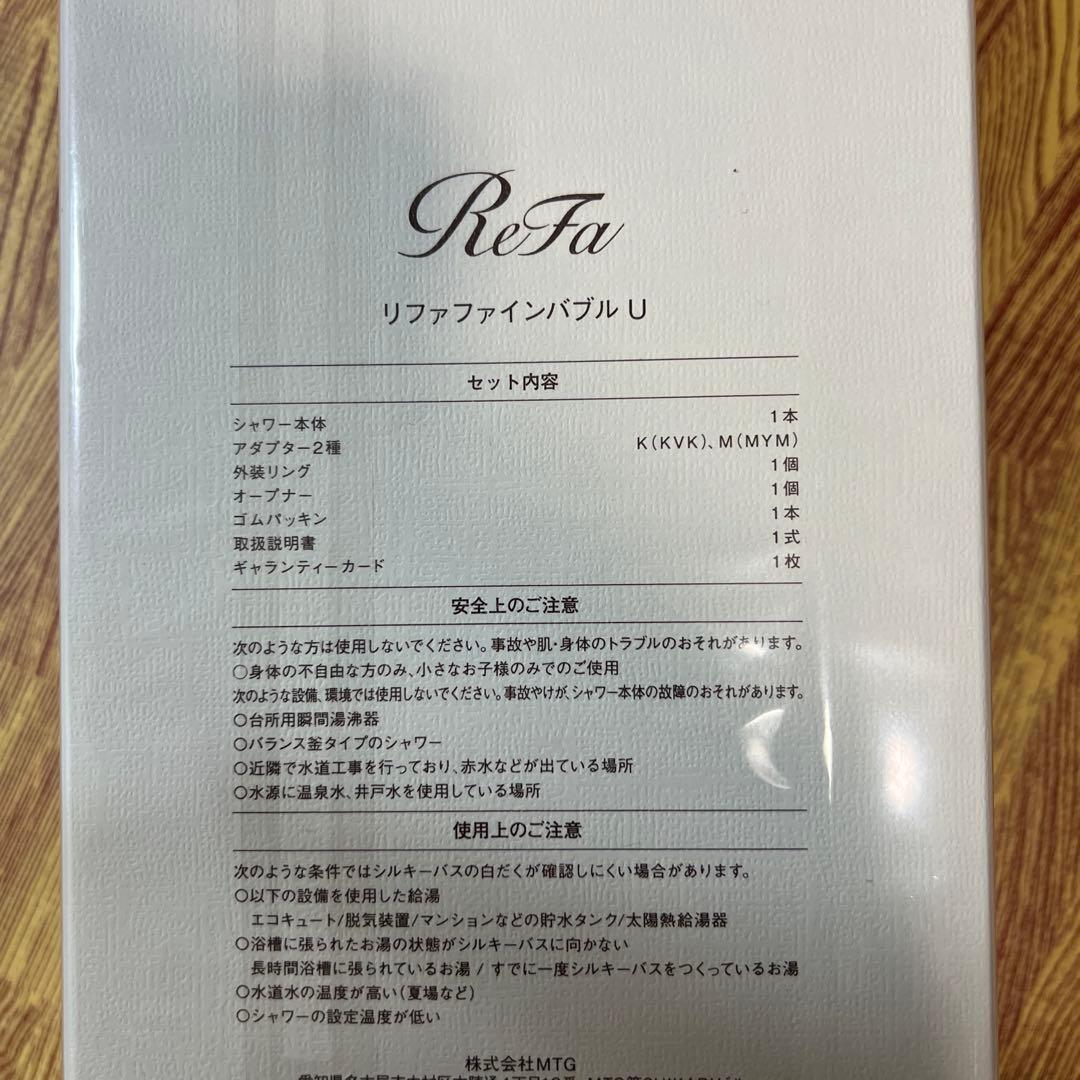 ReFa
リファファインバブル U
セット内容
シャワー本体 1本
アダプター2種 K(KVK)、M(MYM)
外装リング 1個
オープナー 1個
ゴムパッキン 1本
取扱説明書 1式
ギャランティーカード 1枚
安全上のご注意
次のような方は使用しないでください。事故や肌・身体のトラブルのおそれがあります。
○身体の不自由な方のみ、小さなお子様のみでのご使用
次のような設備、環境では使用しないでください。事故やけが、シャワー本体の故障のおそれがあります。
○台所用瞬間湯沸器
○バランス釜タイプのシャワー
○近隣で水道工事を行っており、赤水などが出ている場所
○水源に温泉水、井戸水を使用している場所
使用上のご注意
次のような条件ではシルキーバスの白だくが確認しにくい場合があります。
○以下の設備を使用した給湯
エコキュート/脱気装置/マンションなどの貯水タンク/太陽熱給湯器
○浴槽に張られたお湯の状態がシルキーバスに向かない
長時間浴槽に張られているお湯 / すでに一度シルキーバスをつくっているお湯
○水道水の温度が高い(夏場など)
○シャワーの設定温度が低い
株式会社MTG